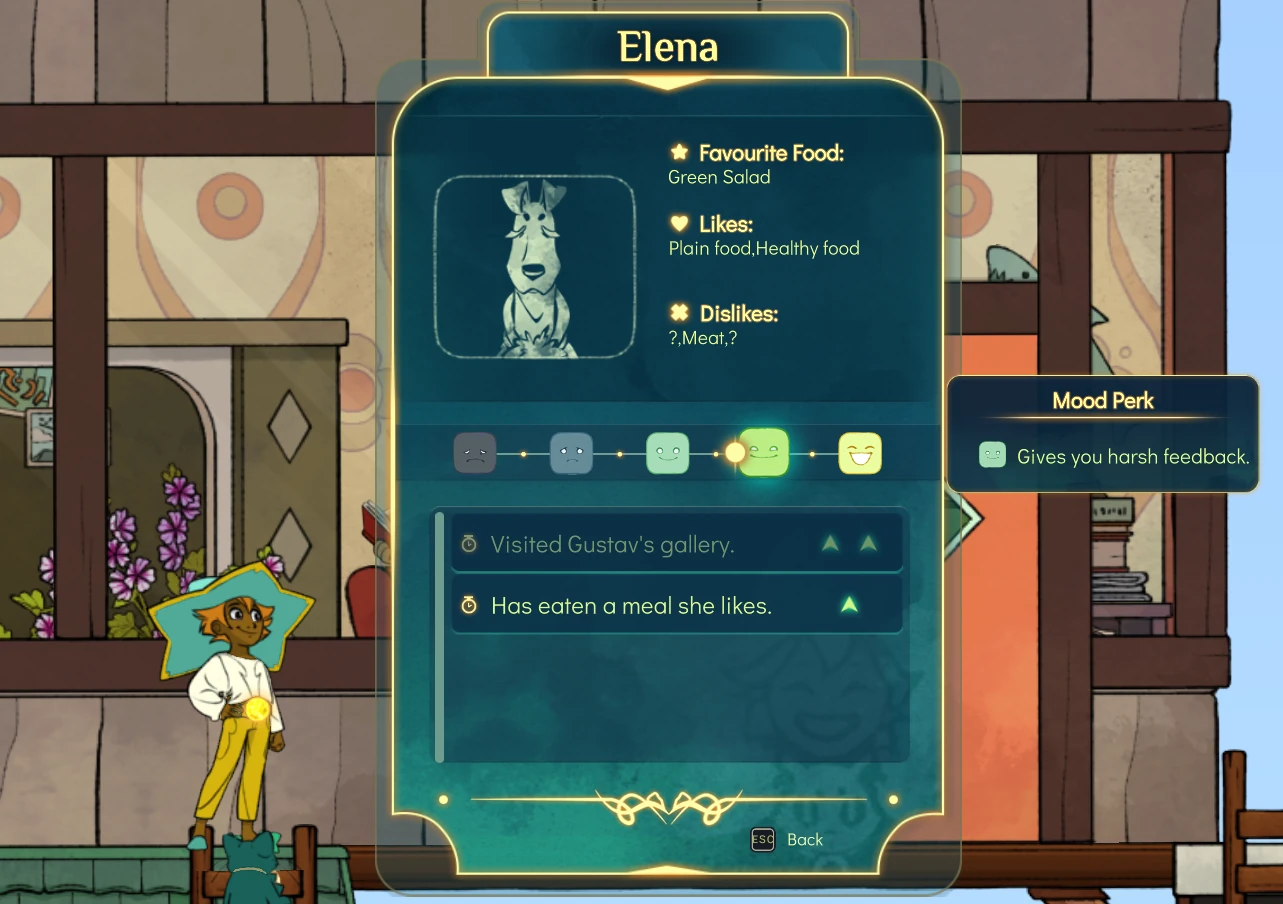 Elena
Favourite Food:
Green Salad
Likes:
Plain food,Healthy food
Dislikes:
?,Meat,?
Mood Perk
Gives you harsh feedback.
Visited Gustav's gallery.
Has eaten a meal she likes.
ESC Back